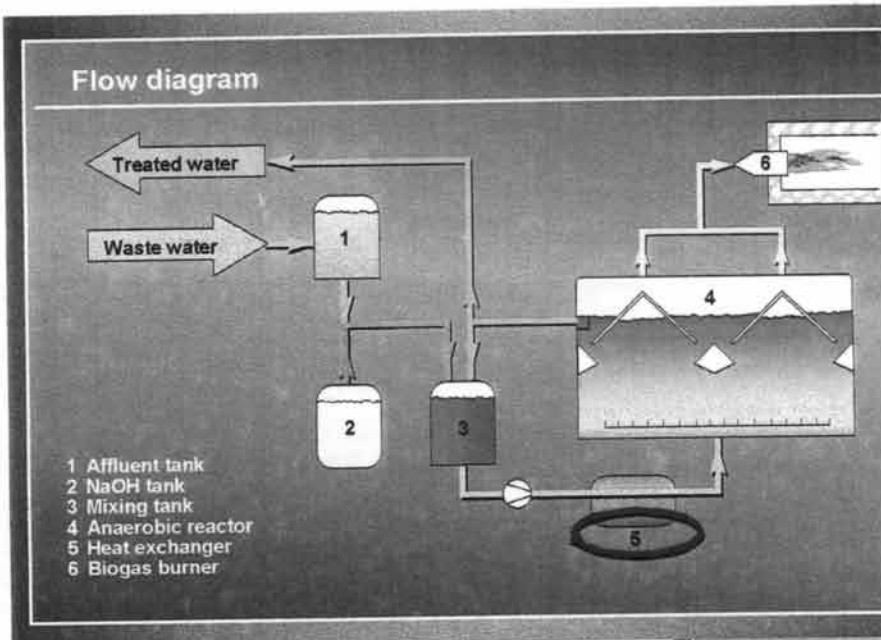 Flow diagram
Treated water
Waste water
1
2
3
4
5
6
1 Affluent tank
2 NaOH tank
3 Mixing tank
4 Anaerobic reactor
5 Heat exchanger
6 Biogas burner